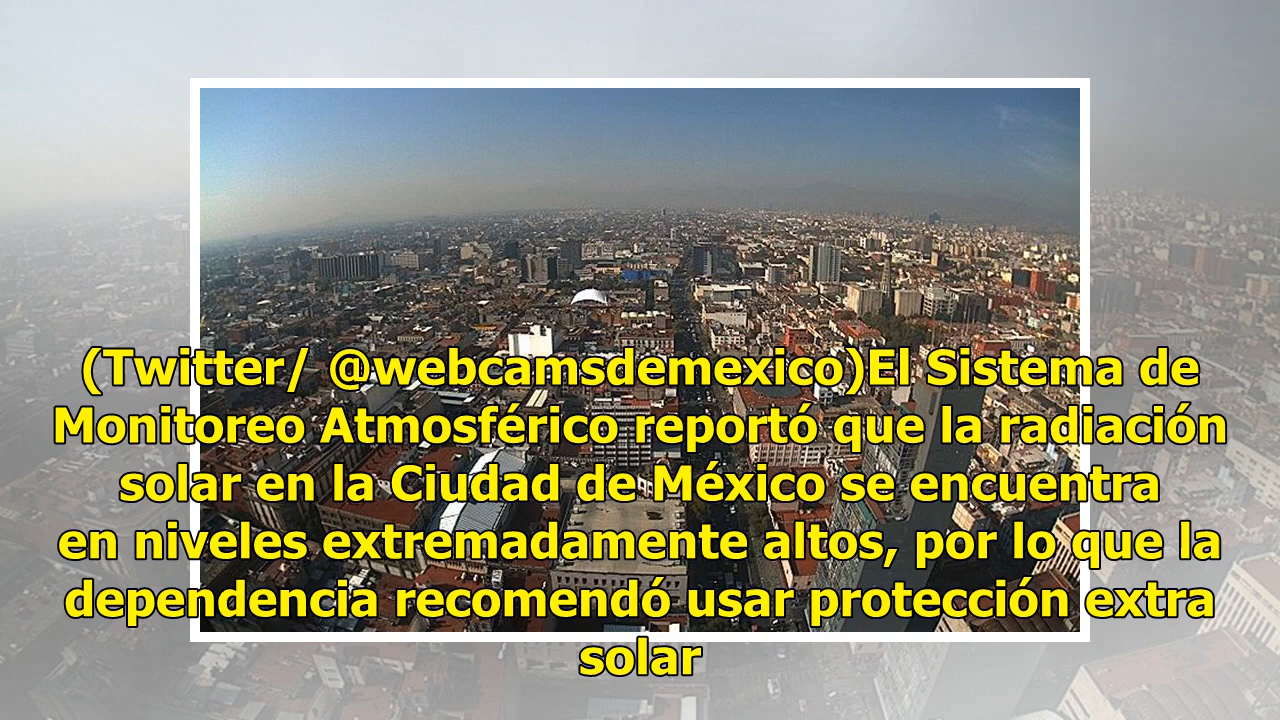 (Twitter/ @webcamsdemexico)El Sistema de
Monitoreo Atmosférico reportó que la radiación
solar en la Ciudad de México se encuentra
en niveles extremadamente altos, por lo que la
dependencia recomendó usar protección extra
solar